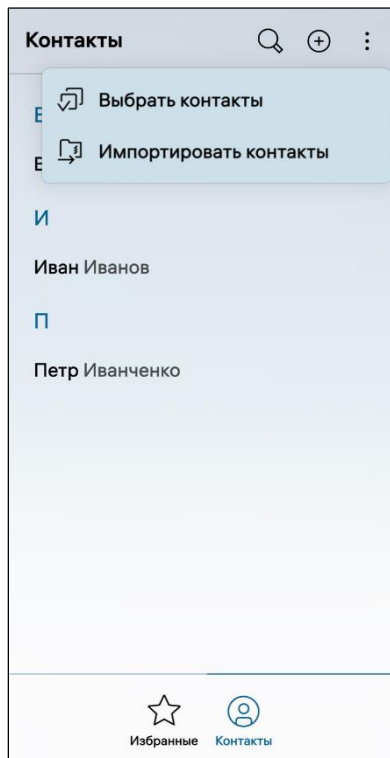 Контакты
Выбрать контакты
Импортировать контакты
И
Иван Иванов
П
Петр Иванченко
Избранные
Контакты